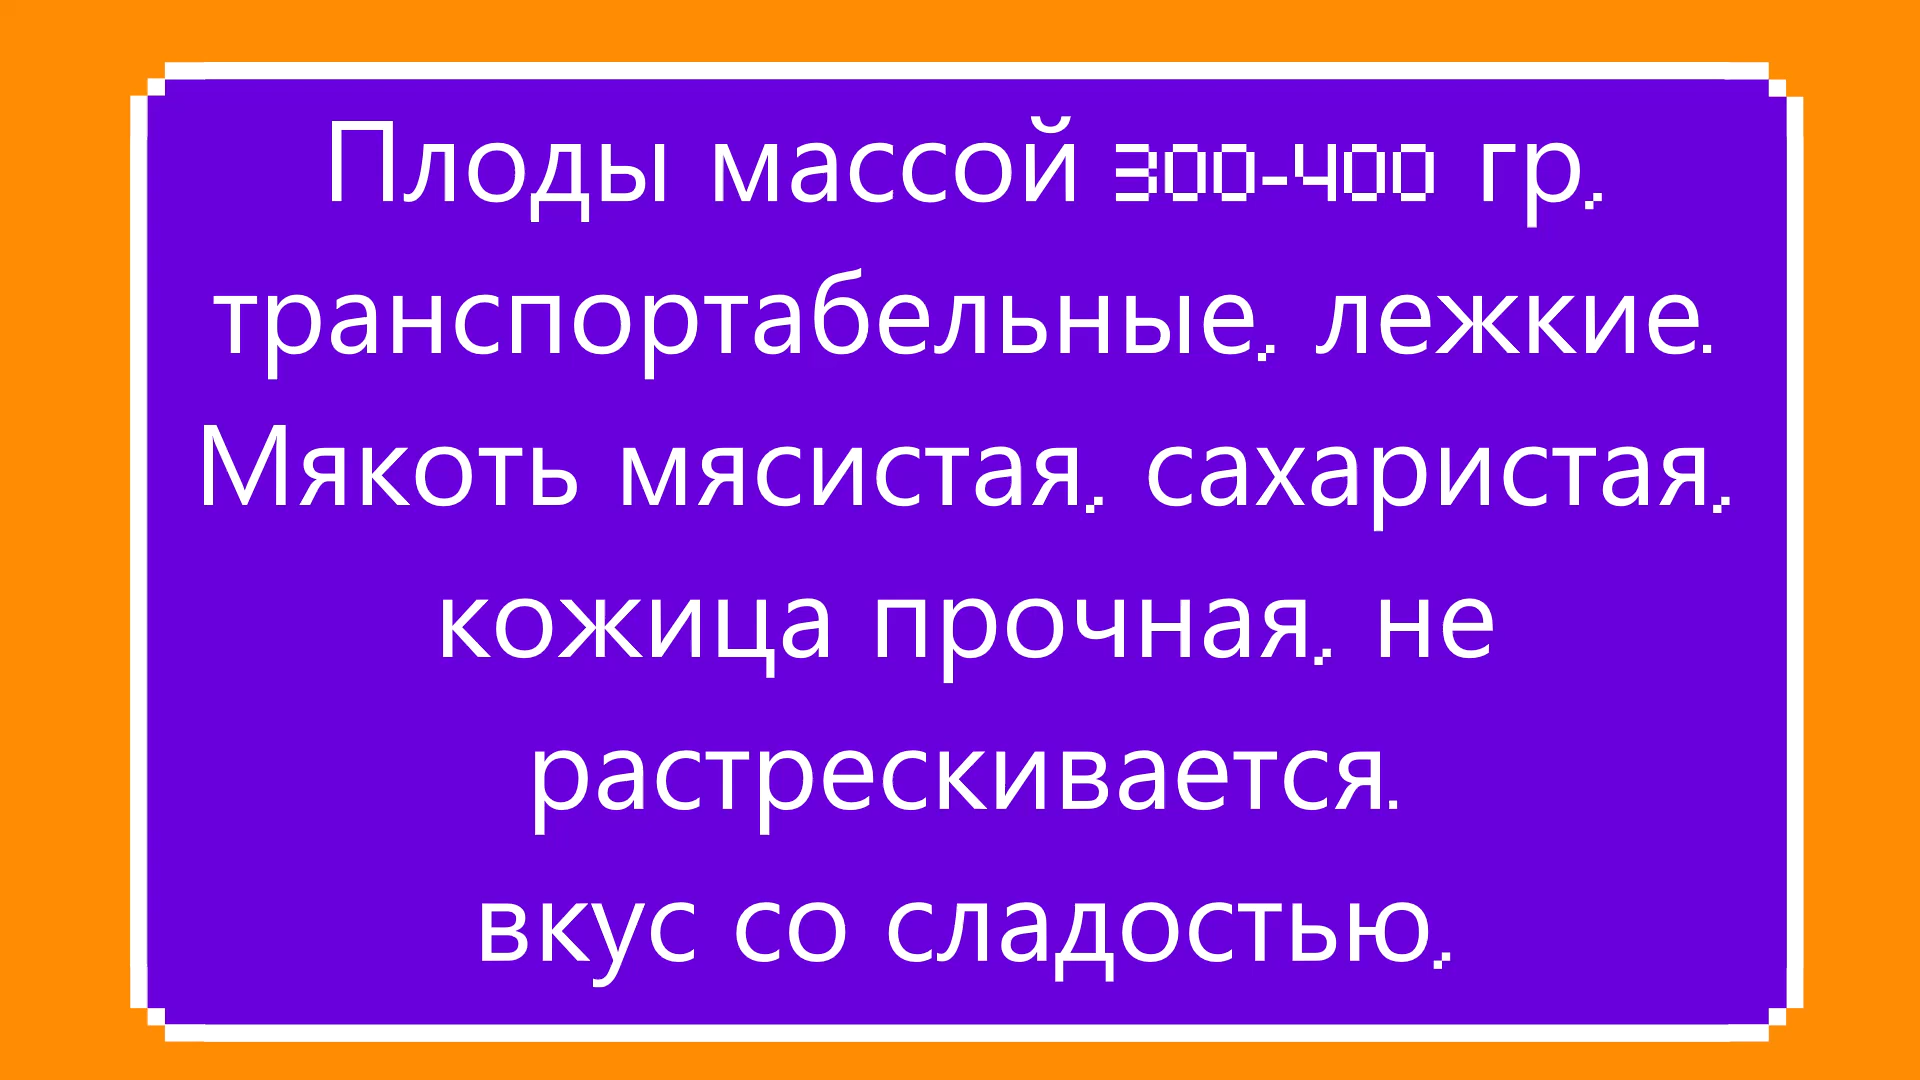 Плоды массой 300-400 гр,
транспортабельные, лежкие.
Мякоть мясистая, сахаристая,
кожица прочная, не
растрескивается.
вкус со сладостью,